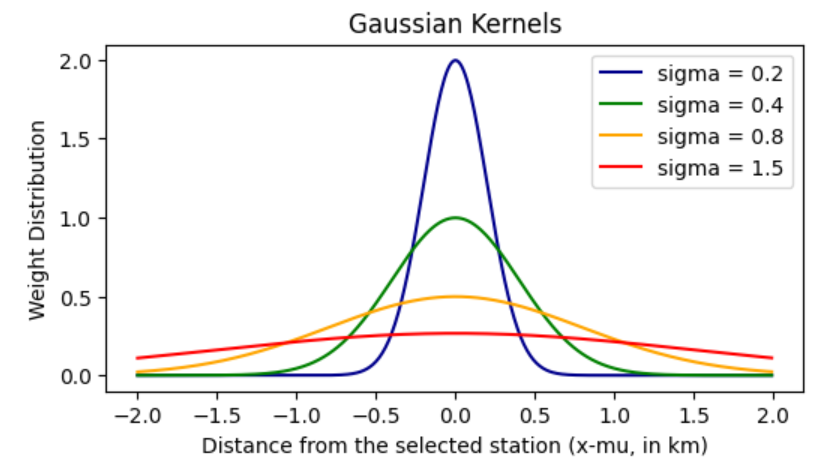 Gaussian Kernels
sigma = 0.2
sigma = 0.4
sigma = 0.8
sigma = 1.5
Weight Distribution
2.0
1.5
1.0
0.5
0.0
−2.0 −1.5 −1.0 −0.5 0.0 0.5 1.0 1.5 2.0
Distance from the selected station (x-mu, in km)